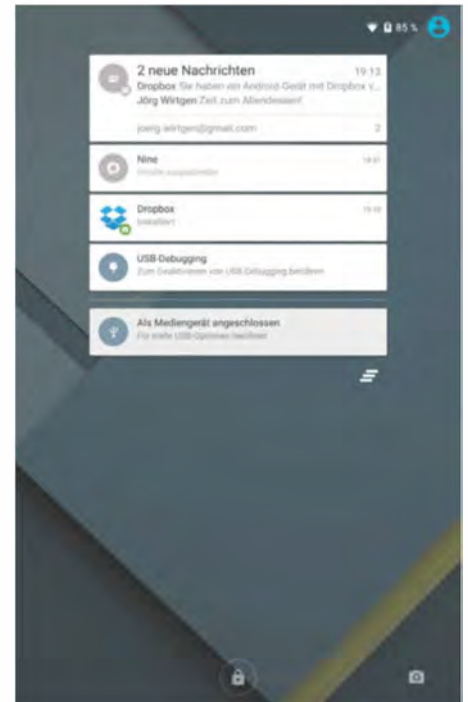 85 %
2 neue Nachrichten 19:13
Dropbox Sie haben ein Android-Gerät mit Dropbox v...
Jörg Wirtgen Zeit zum Abendessen!
joerg.wirtgen@gmail.com 2
Nine
Dropbox
Installiert
USB-Debugging
Zum Deaktivieren von USB-Debugging berühren
Als Mediengerät angeschlossen
Für mehr USB-Optionen berühren